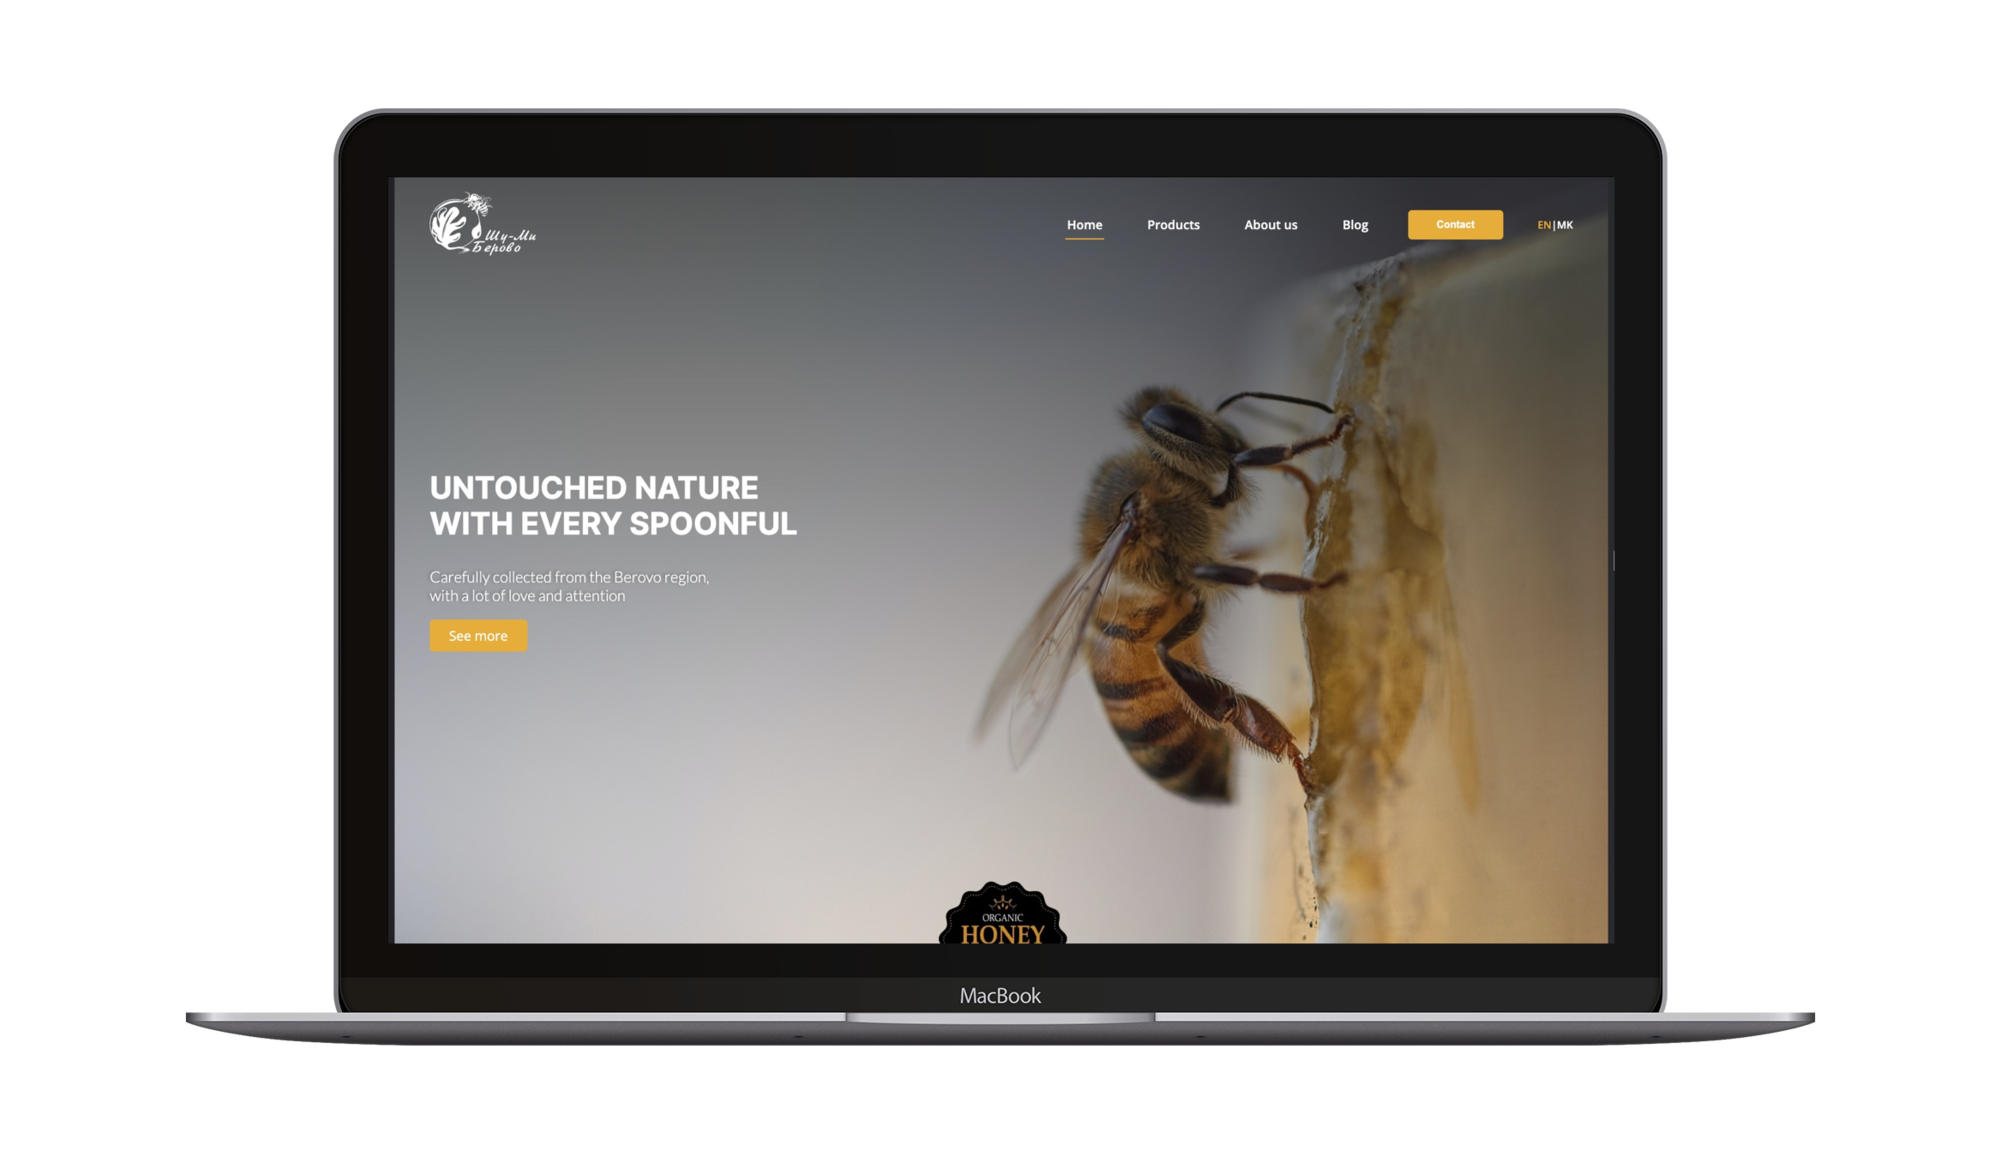 Шу-Ми
Берово
Home
Products
About us
Blog
Contact
EN|MK
UNTOUCHED NATURE
WITH EVERY SPOONFUL
Carefully collected from the Berovo region,
with a lot of love and attention
See more
ORGANIC
HONEY
MacBook